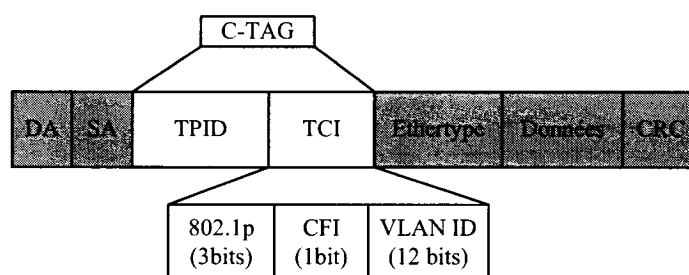 C-TAG
DA SA TPID TCI Ethertype Données CRC
802.1p CFI VLAN ID
(3bits) (1bit) (12 bits)